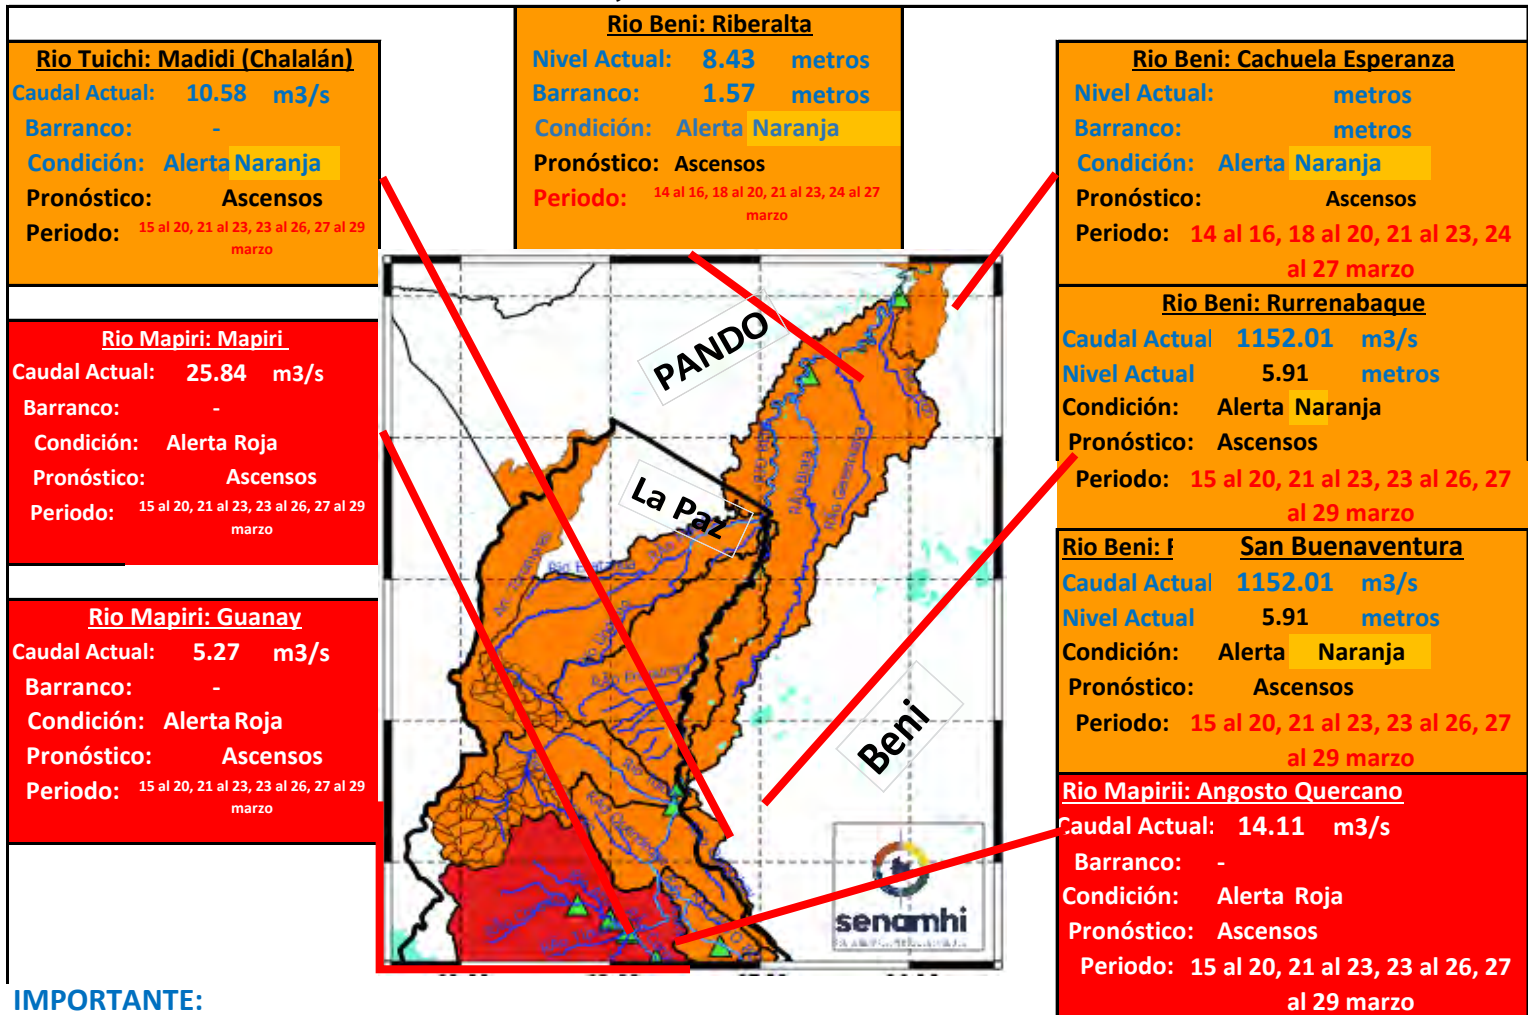 Rio Tuichi: Madidi (Chalalán)
Caudal Actual: 10.58 m3/s
Barranco: -
Condición: Alerta Naranja
Pronóstico: Ascensos
Periodo: 15 al 20, 21 al 23, 23 al 26, 27 al 29
marzo
Rio Mapiri: Mapiri
Caudal Actual: 25.84 m3/s
Barranco: -
Condición: Alerta Roja
Pronóstico: Ascensos
Periodo: 15 al 20, 21 al 23, 23 al 26, 27 al 29
marzo
Rio Mapiri: Guanay
Caudal Actual: 5.27 m3/s
Barranco: -
Condición: Alerta Roja
Pronóstico: Ascensos
Periodo: 15 al 20, 21 al 23, 23 al 26, 27 al 29
marzo
Rio Beni: Riberalta
Nivel Actual: 8.43 metros
Barranco: 1.57 metros
Condición: Alerta Naranja
Pronóstico: Ascensos
Periodo: 14 al 16, 18 al 20, 21 al 23, 24 al 27
marzo
PANDO
La Paz
Beni
senamhi
Rio Beni: Cachuela Esperanza
Nivel Actual: metros
Barranco: metros
Condición: Alerta Naranja
Pronóstico: Ascensos
Periodo: 14 al 16, 18 al 20, 21 al 23, 24
al 27 marzo
Rio Beni: Rurrenabaque
Caudal Actual 1152.01 m3/s
Nivel Actual 5.91 metros
Condición: Alerta Naranja
Pronóstico: Ascensos
Periodo: 15 al 20, 21 al 23, 23 al 26, 27
al 29 marzo
Rio Beni: San Buenaventura
Caudal Actual 1152.01 m3/s
Nivel Actual 5.91 metros
Condición: Alerta Naranja
Pronóstico: Ascensos
Periodo: 15 al 20, 21 al 23, 23 al 26, 27
al 29 marzo
Rio Mapirii: Angosto Quercano
Caudal Actual: 14.11 m3/s
Barranco: -
Condición: Alerta Roja
Pronóstico: Ascensos
Periodo: 15 al 20, 21 al 23, 23 al 26, 27
al 29 marzo
IMPORTANTE: